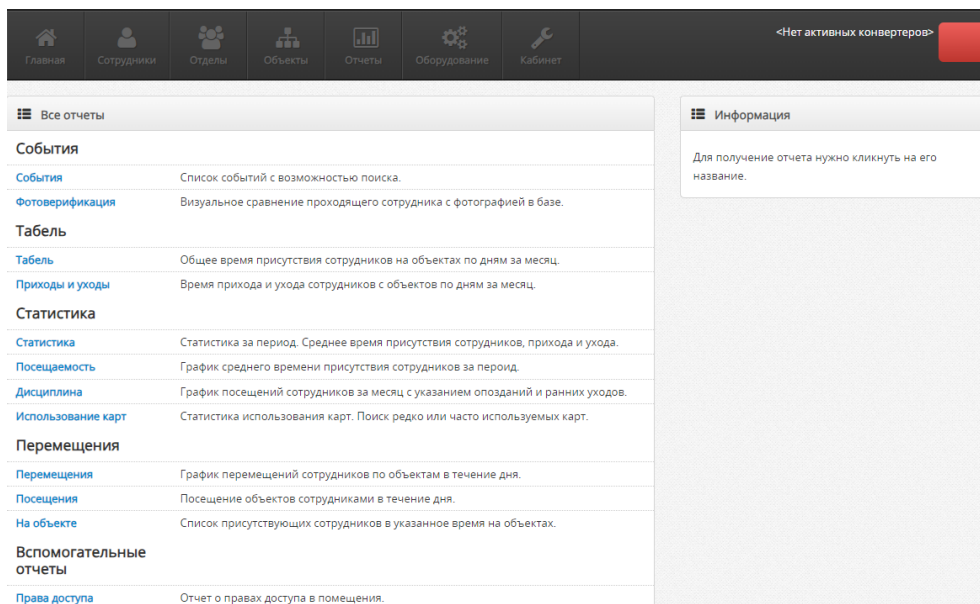 Главная Сотрудники Отделы Объекты Отчеты Оборудование Кабинет
<Нет активных конвертеров>
Все отчеты
События
События Список событий с возможностью поиска.
Фотоверификация Визуальное сравнение проходящего сотрудника с фотографией в базе.
Табель
Табель Общее время присутствия сотрудников на объектах по дням за месяц.
Приходы и уходы Время прихода и ухода сотрудников с объектов по дням за месяц.
Статистика
Статистика Статистика за период. Среднее время присутствия сотрудников, прихода и ухода.
Посещаемость График среднего времени присутствия сотрудников за пероид.
Дисциплина График посещений сотрудников за месяц с указанием опозданий и ранних уходов.
Использование карт Статистика использования карт. Поиск редко или часто используемых карт.
Перемещения
Перемещения График перемещений сотрудников по объектам в течение дня.
Посещения Посещение объектов сотрудниками в течение дня.
На объекте Список присутствующих сотрудников в указанное время на объектах.
Вспомогательные
отчеты
Права доступа Отчет о правах доступа в помещения.
Информация
Для получение отчета нужно кликнуть на его
название.